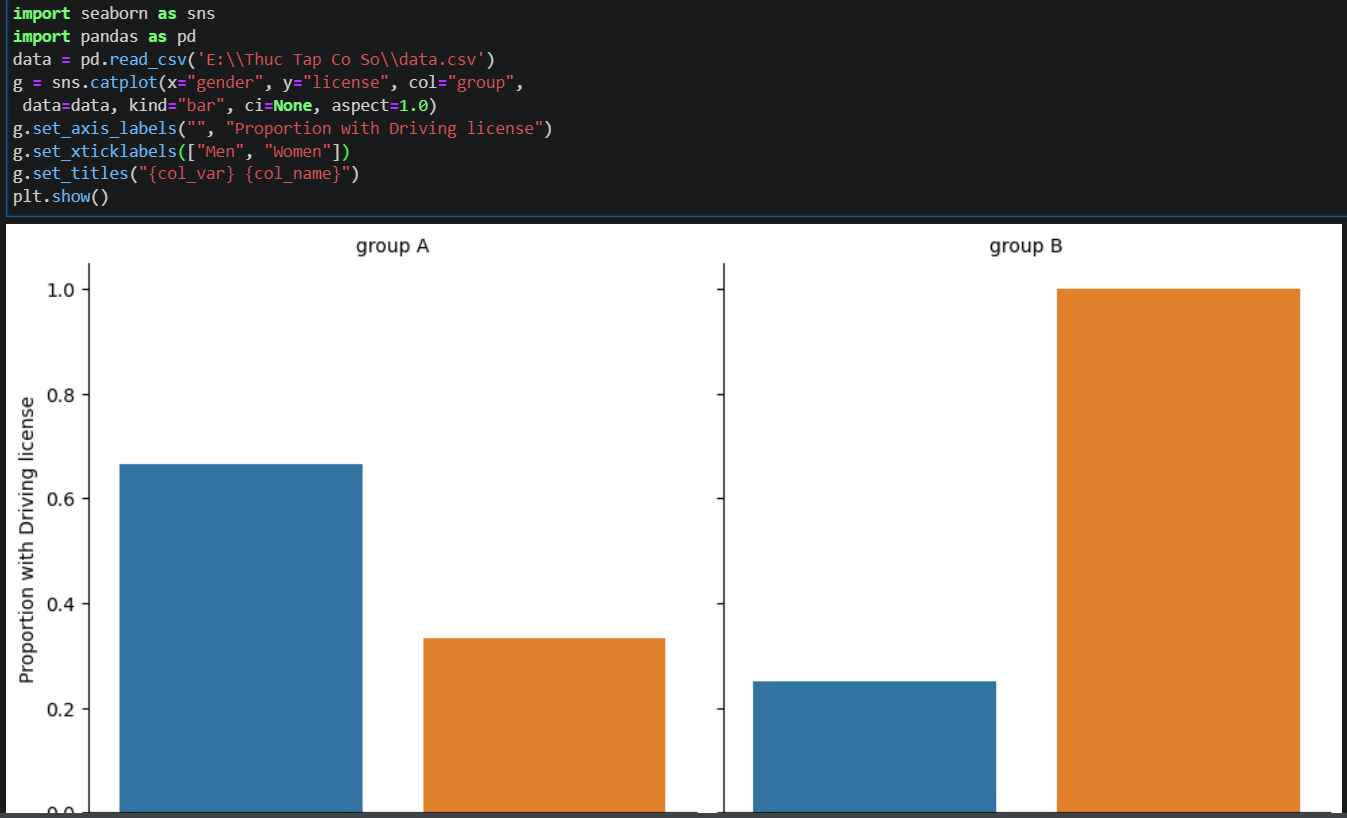 import seaborn as sns
import pandas as pd
data = pd.read_csv('E:\\Thuc Tap Co So\\data.csv')
g = sns.catplot(x="gender", y="license", col="group",
 data=data, kind="bar", ci=None, aspect=1.0)
g.set_axis_labels("", "Proportion with Driving license")
g.set_xticklabels(["Men", "Women"])
g.set_titles("{col_var} {col_name}")
plt.show()
group A
group B
Proportion with Driving license
1.0
0.8
0.6
0.4
0.2
0.0